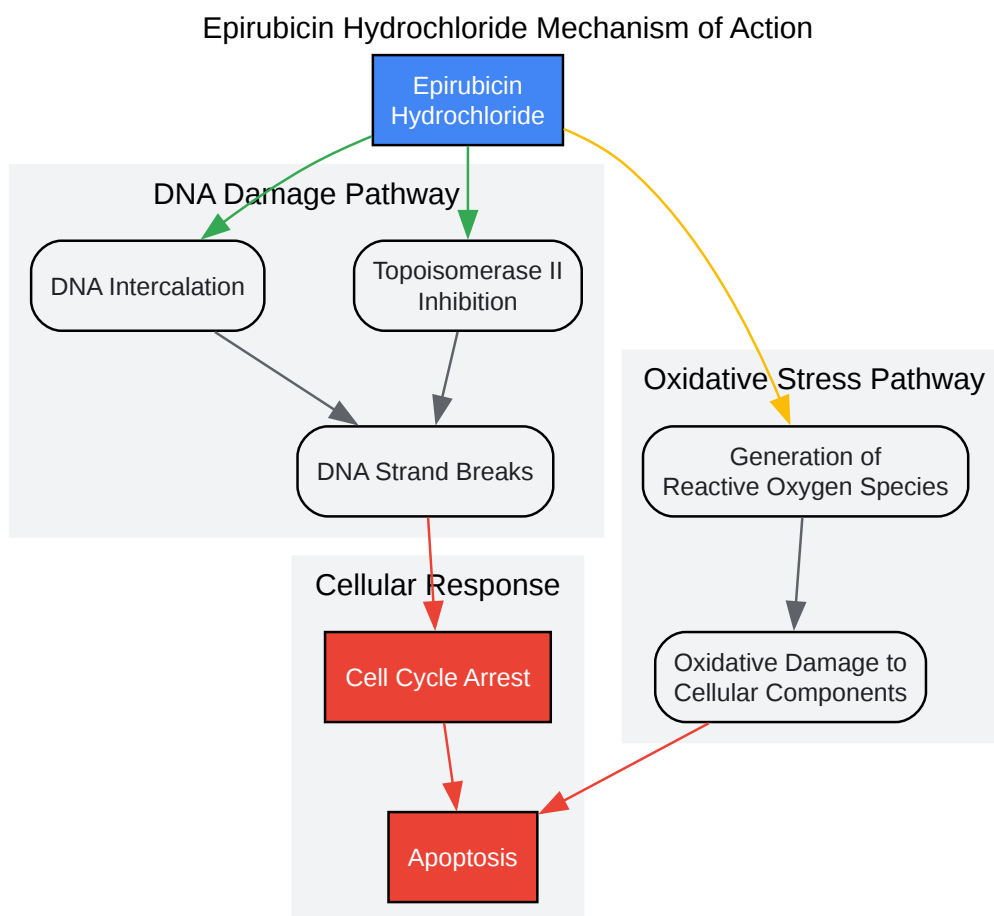 Epirubicin Hydrochloride Mechanism of Action
Epirubicin
Hydrochloride
DNA Damage Pathway
DNA Intercalation
Topoisomerase II
Inhibition
DNA Strand Breaks
Oxidative Stress Pathway
Generation of
Reactive Oxygen Species
Oxidative Damage to
Cellular Components
Cellular Response
Cell Cycle Arrest
Apoptosis